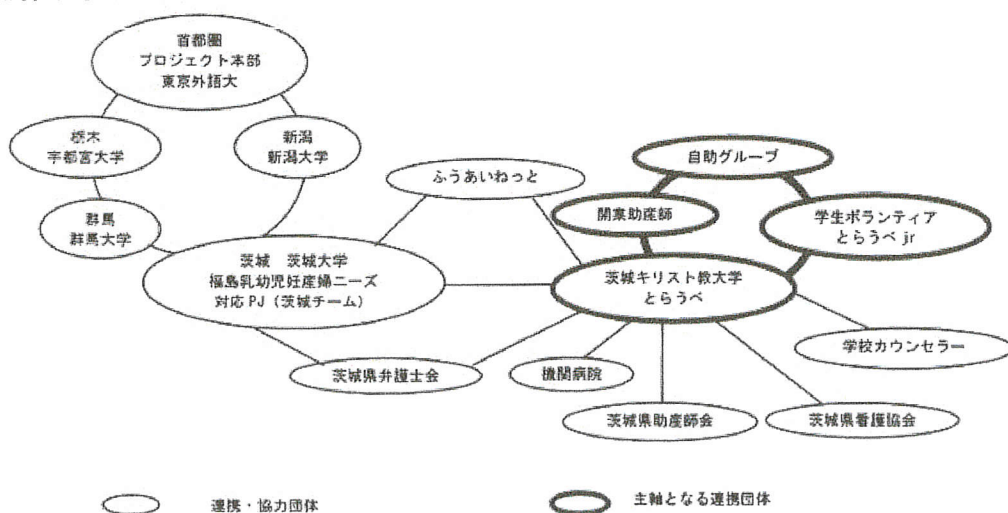 首都圏
プロジェクト本部
東京外語大
栃木
宇都宮大学
新潟
新潟大学
群馬
群馬大学
ふうあいねっと
自助グループ
開業助産師
学生ボランティア
とらうべ jr
茨城 茨城大学
福島乳幼児妊産婦ニーズ
対応 PJ（茨城チーム）
茨城キリスト教大学
とらうべ
学校カウンセラー
茨城県弁護士会
機関病院
茨城県助産師会
茨城県看護協会
連携・協力団体
主軸となる連携団体